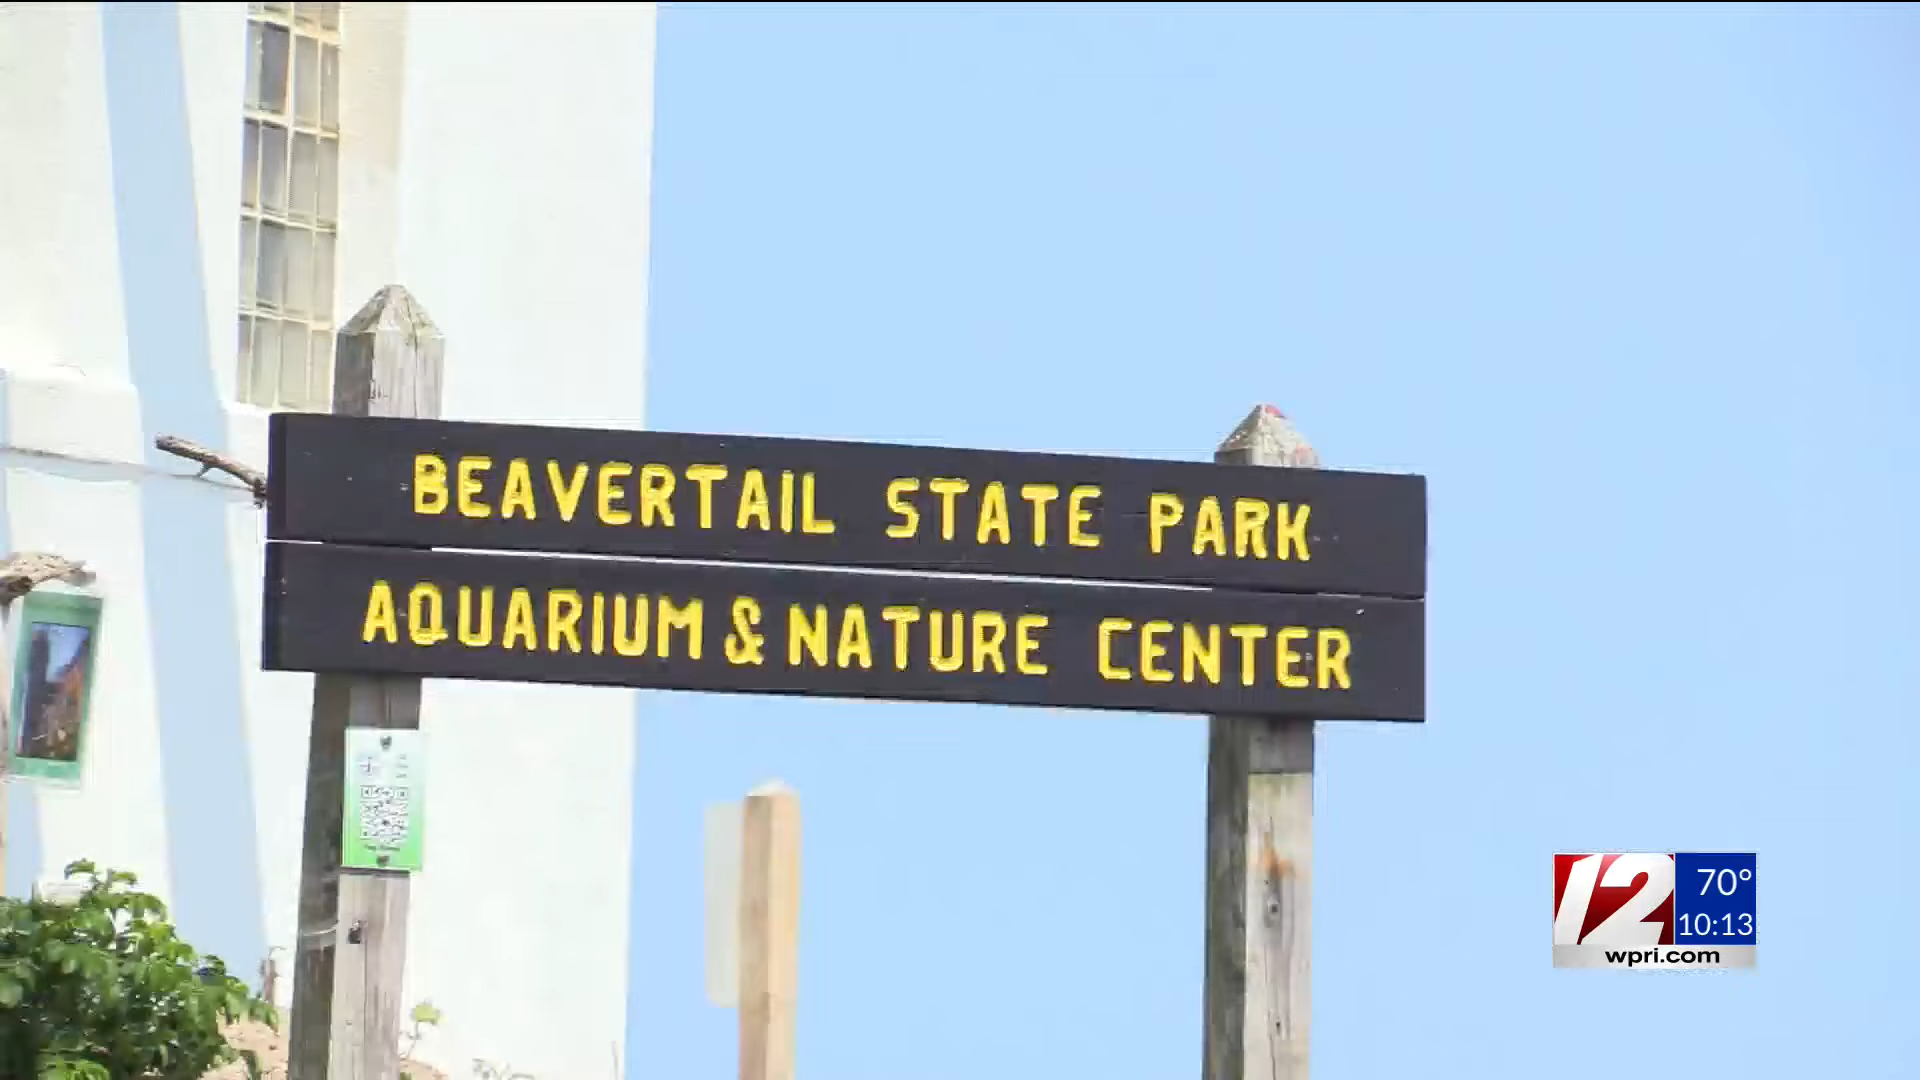 BEAVERTAIL STATE PARK
AQUARIUM & NATURE CENTER
12
70°
10:13
wpri.com